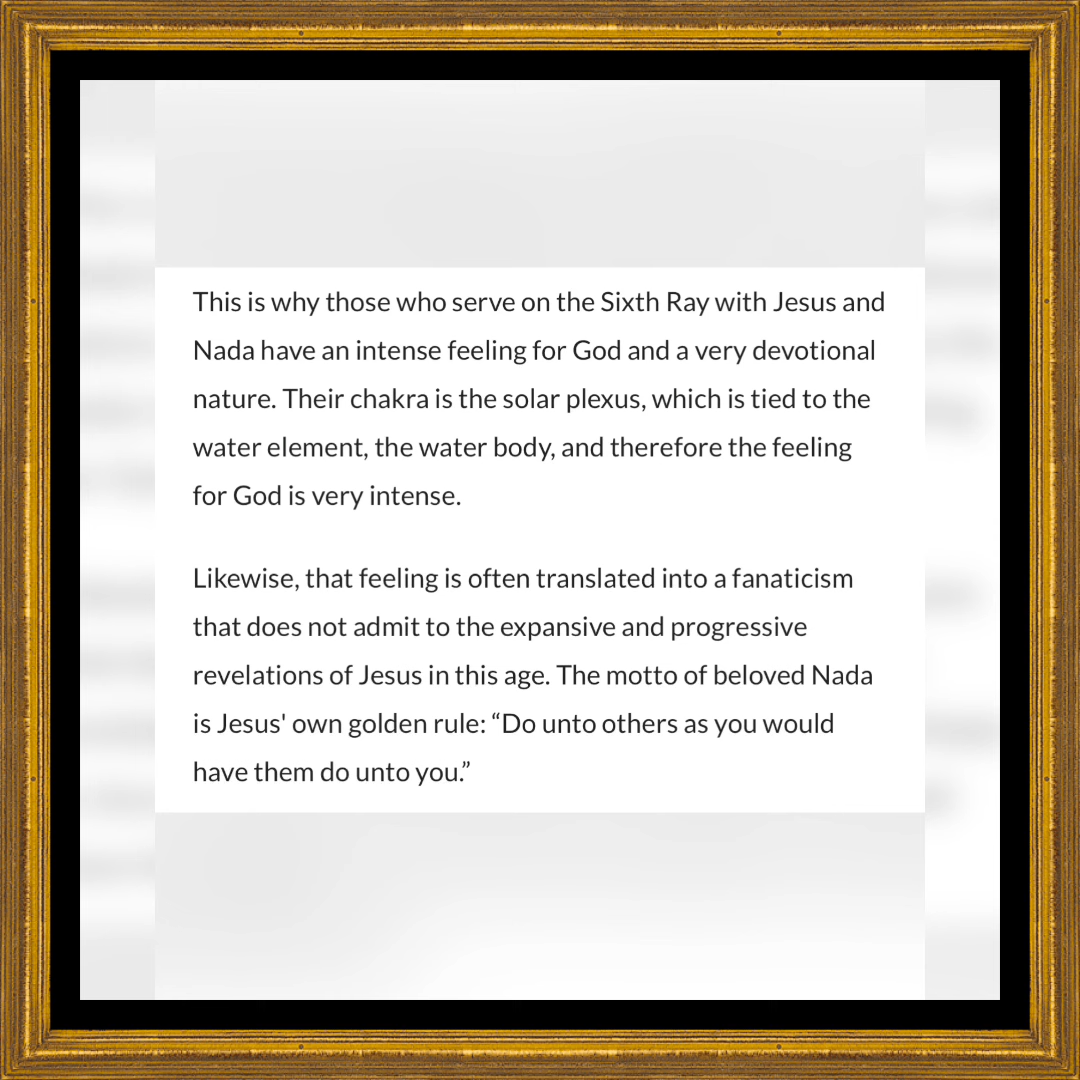 This is why those who serve on the Sixth Ray with Jesus and
Nada have an intense feeling for God and a very devotional
nature. Their chakra is the solar plexus, which is tied to the
water element, the water body, and therefore the feeling
for God is very intense.
Likewise, that feeling is often translated into a fanaticism
that does not admit to the expansive and progressive
revelations of Jesus in this age. The motto of beloved Nada
is Jesus' own golden rule: “Do unto others as you would
have them do unto you.”